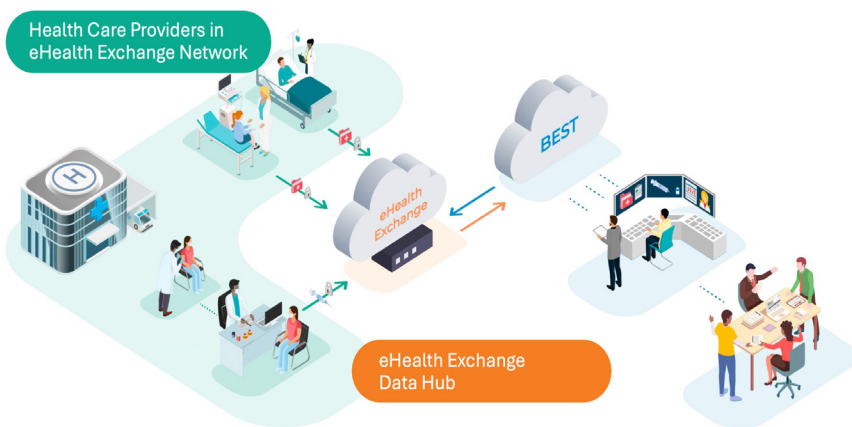 Health Care Providers in
eHealth Exchange Network
H
BEST
eHealth
Exchange
eHealth Exchange
Data Hub